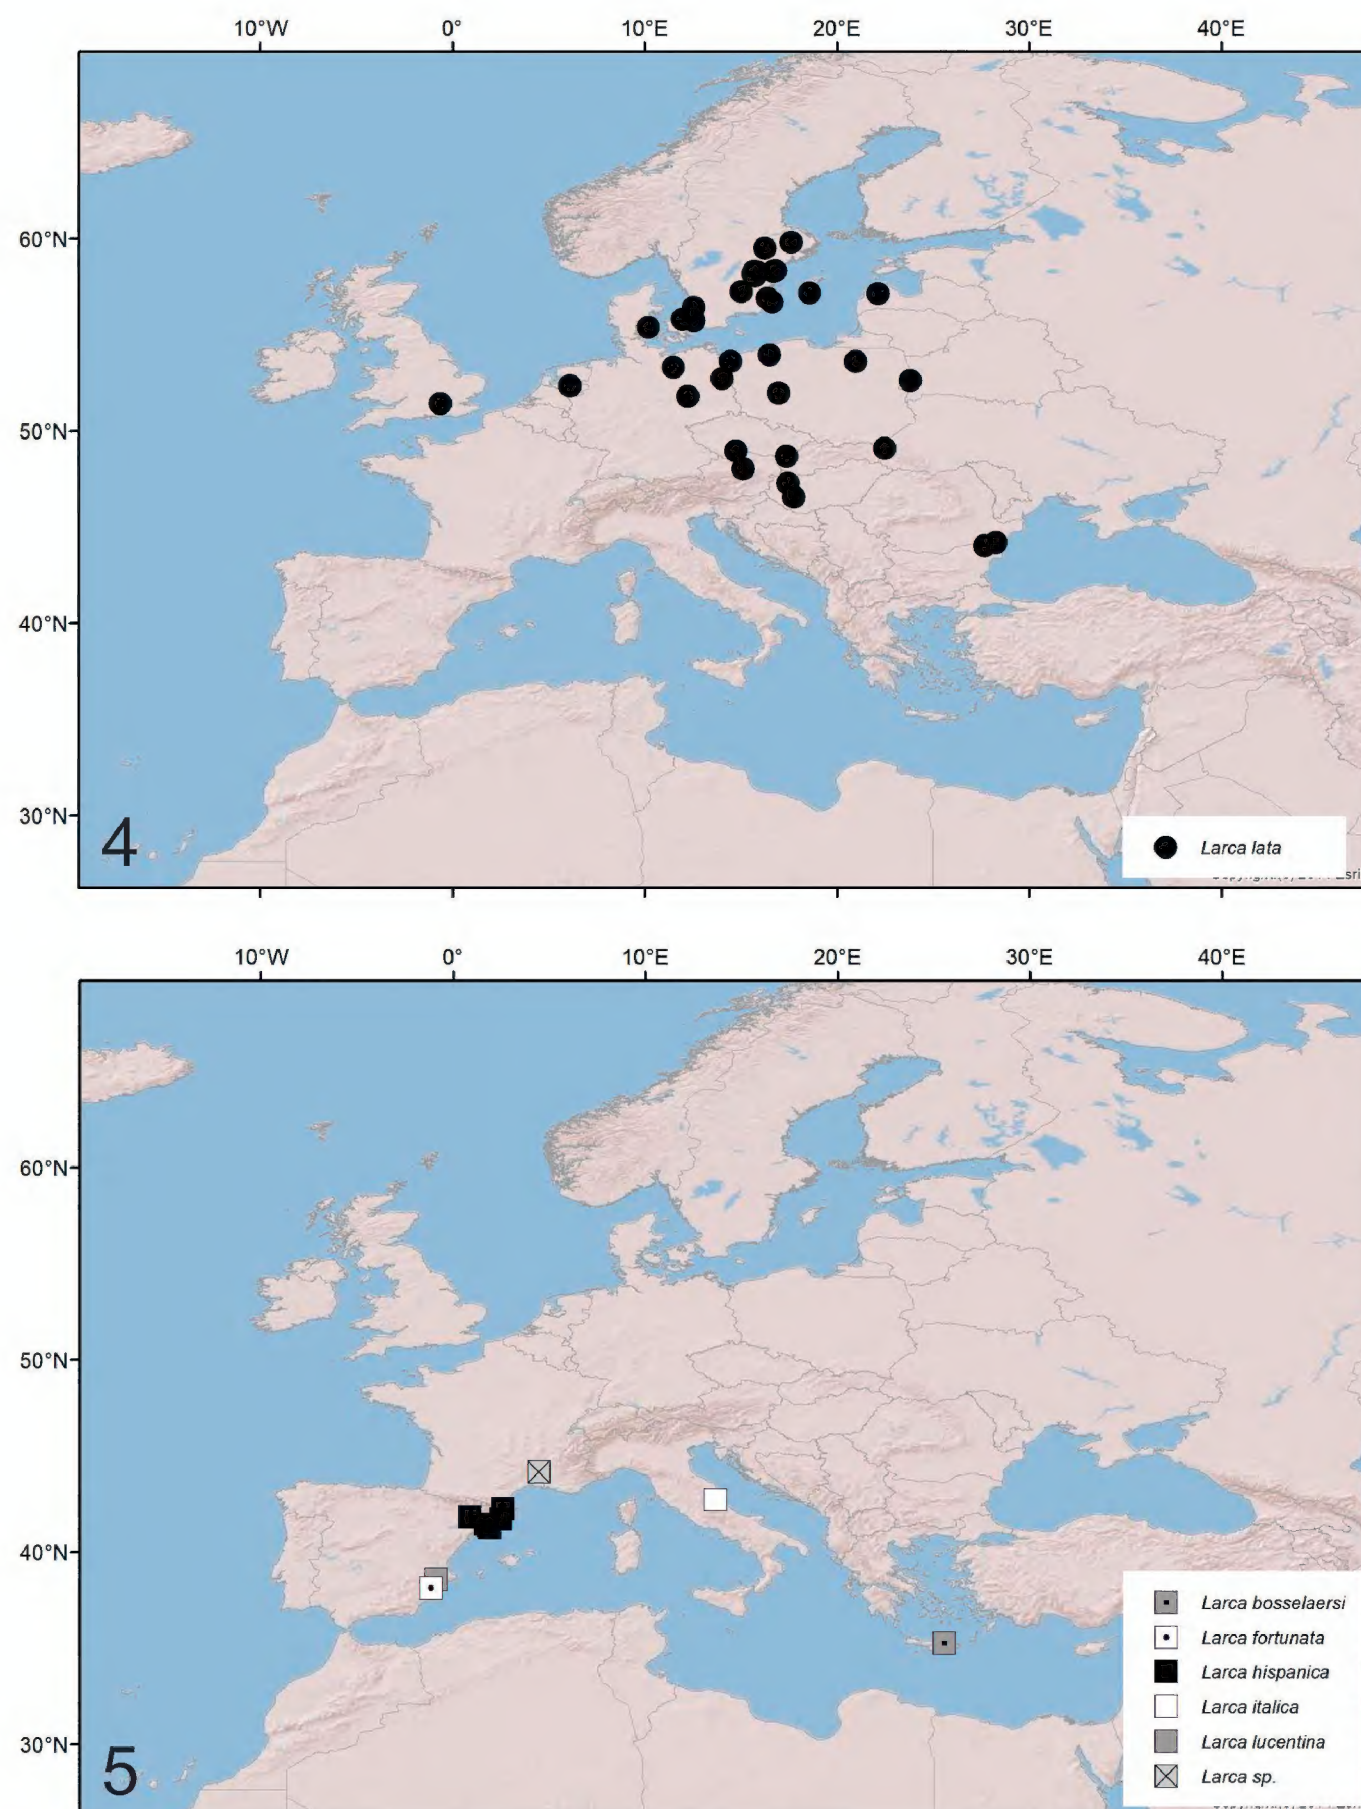 10°W 0° 10°E 20°E 30°E 40°E
60°N
50°N
40°N
30°N
4
Larca lata
10°W 0° 10°E 20°E 30°E 40°E
60°N
50°N
40°N
30°N
5
Larca bosselaersi
Larca fortunata
Larca hispanica
Larca italica
Larca lucentina
Larca sp.